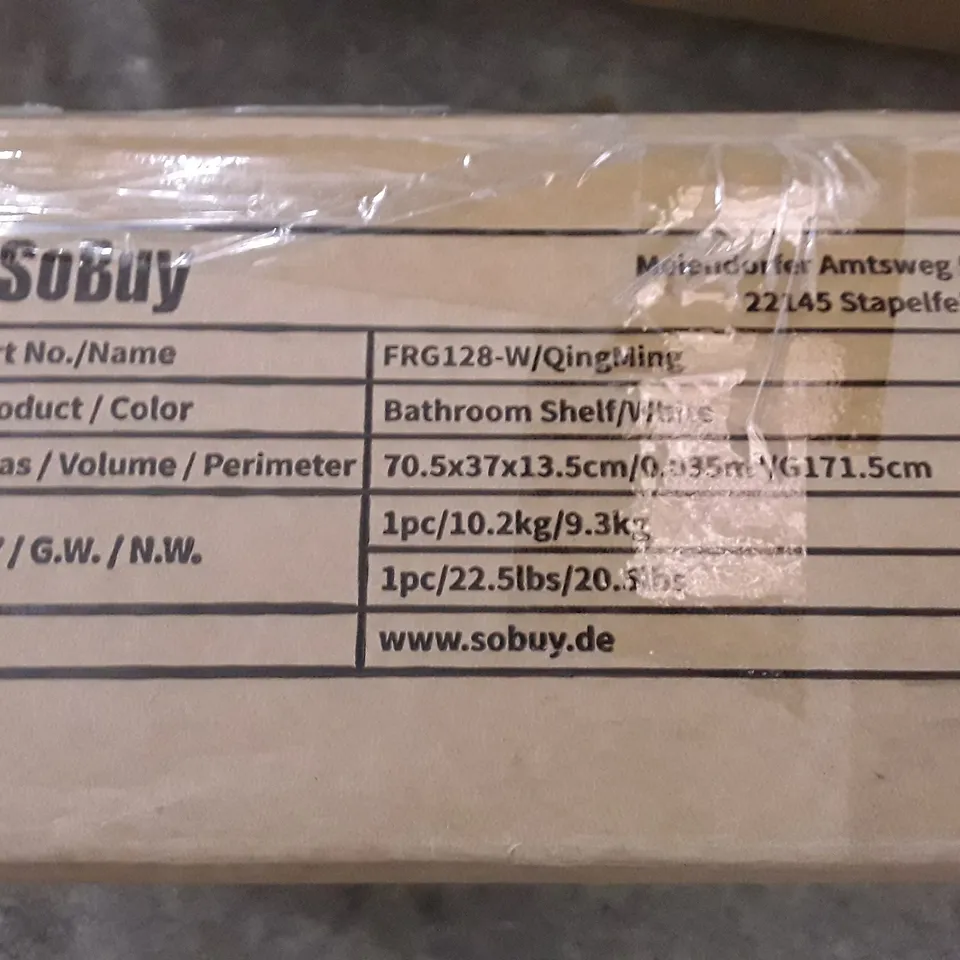 SoBuy
Meiendorfer Amtsweg
22145 Stapelfe
rt No./Name
FRG128-W/QingMing
oduct / Color
Bathroom Shelf/White
as / Volume / Perimeter
70.5x37x13.5cm/0.035m³/G171.5cm
/ G.W. / N.W.
1pc/10.2kg/9.3kg
1pc/22.5lbs/20.5lbs
www.sobuy.de